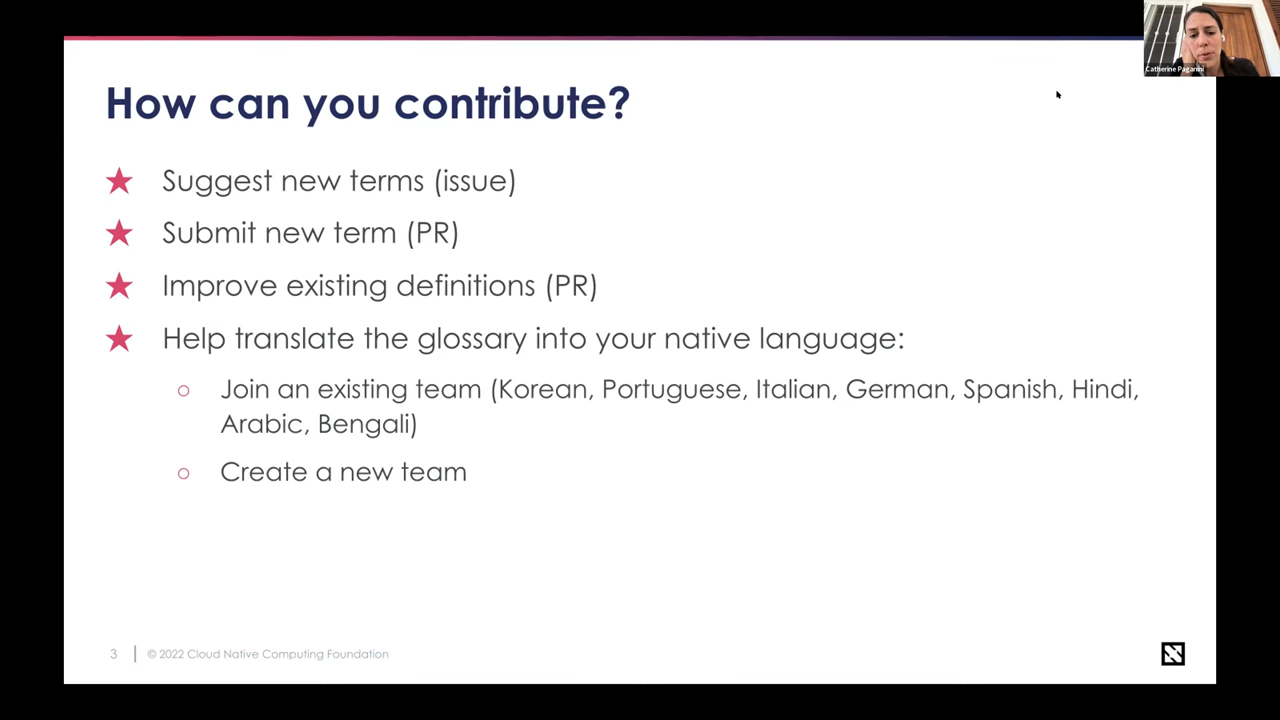 Catherine Paganini
How can you contribute?
Suggest new terms (issue)
Submit new term (PR)
Improve existing definitions (PR)
Help translate the glossary into your native language:
Join an existing team (Korean, Portuguese, Italian, German, Spanish, Hindi,
Arabic, Bengali)
Create a new team
3
© 2022 Cloud Native Computing Foundation